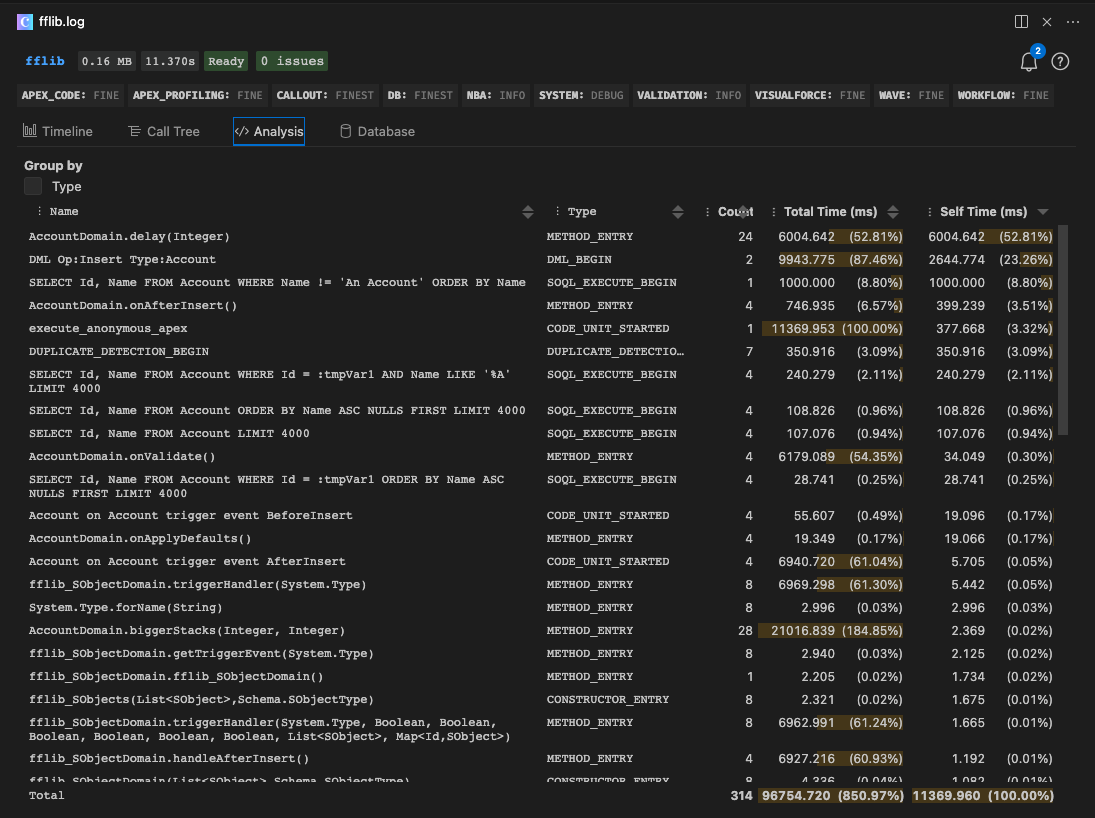 fflib.log
fflib 0.16 MB 11.370s Ready 0 issues 2
APEX_CODE: FINE APEX_PROFILING: FINE CALLOUT: FINEST DB: FINEST NBA: INFO SYSTEM: DEBUG VALIDATION: INFO VISUALFORCE: FINE WAVE: FINE WORKFLOW: FINE
Timeline Call Tree Analysis Database
Group by
Type
Name Type Count Total Time (ms) Self Time (ms)
AccountDomain.delay(Integer) METHOD_ENTRY 24 6004.642 (52.81%) 6004.642 (52.81%)
DML Op:Insert Type:Account DML_BEGIN 2 9943.775 (87.46%) 2644.774 (23.26%)
SELECT Id, Name FROM Account WHERE Name != 'An Account' ORDER BY Name SOQL_EXECUTE_BEGIN 1 1000.000 (8.80%) 1000.000 (8.80%)
AccountDomain.onAfterInsert() METHOD_ENTRY 4 746.935 (6.57%) 399.239 (3.51%)
execute_anonymous_apex CODE_UNIT_STARTED 1 11369.953 (100.00%) 377.668 (3.32%)
DUPLICATE_DETECTION_BEGIN DUPLICATE_DETECTIO... 7 350.916 (3.09%) 350.916 (3.09%)
SELECT Id, Name FROM Account WHERE Id = :tmpVar1 AND Name LIKE '%A' SOQL_EXECUTE_BEGIN 4 240.279 (2.11%) 240.279 (2.11%)
LIMIT 4000
SELECT Id, Name FROM Account ORDER BY Name ASC NULLS FIRST LIMIT 4000 SOQL_EXECUTE_BEGIN 4 108.826 (0.96%) 108.826 (0.96%)
SELECT Id, Name FROM Account LIMIT 4000 SOQL_EXECUTE_BEGIN 4 107.076 (0.94%) 107.076 (0.94%)
AccountDomain.onValidate() METHOD_ENTRY 4 6179.089 (54.35%) 34.049 (0.30%)
SELECT Id, Name FROM Account WHERE Id = :tmpVar1 ORDER BY Name ASC SOQL_EXECUTE_BEGIN 4 28.741 (0.25%) 28.741 (0.25%)
NULLS FIRST LIMIT 4000
Account on Account trigger event BeforeInsert CODE_UNIT_STARTED 4 55.607 (0.49%) 19.096 (0.17%)
AccountDomain.onApplyDefaults() METHOD_ENTRY 4 19.349 (0.17%) 19.066 (0.17%)
Account on Account trigger event AfterInsert CODE_UNIT_STARTED 4 6940.720 (61.04%) 5.705 (0.05%)
fflib_SObjectDomain.triggerHandler(System.Type) METHOD_ENTRY 8 6969.298 (61.30%) 5.442 (0.05%)
System.Type.forName(String) METHOD_ENTRY 8 2.996 (0.03%) 2.996 (0.03%)
AccountDomain.biggerStacks(Integer, Integer) METHOD_ENTRY 28 21016.839 (184.85%) 2.369 (0.02%)
fflib_SObjectDomain.getTriggerEvent(System.Type) METHOD_ENTRY 8 2.940 (0.03%) 2.125 (0.02%)
fflib_SObjectDomain.fflib_SObjectDomain() METHOD_ENTRY 1 2.205 (0.02%) 1.734 (0.02%)
fflib_SObjects(List<SObject>,Schema.SObjectType) CONSTRUCTOR_ENTRY 8 2.321 (0.02%) 1.675 (0.01%)
fflib_SObjectDomain.triggerHandler(System.Type, Boolean, Boolean, METHOD_ENTRY 8 6962.991 (61.24%) 1.665 (0.01%)
Boolean, Boolean, Boolean, Boolean, List<SObject>, Map<Id,SObject>)
fflib_SObjectDomain.handleAfterInsert() METHOD_ENTRY 4 6927.216 (60.93%) 1.192 (0.01%)
fflib_SObjectDomain(List<SObject>,Schema.SObjectType) CONSTRUCTOR_ENTRY 8 4.336 (0.04%) 1.082 (0.01%)
Total 314 96754.720 (850.97%) 11369.960 (100.00%)